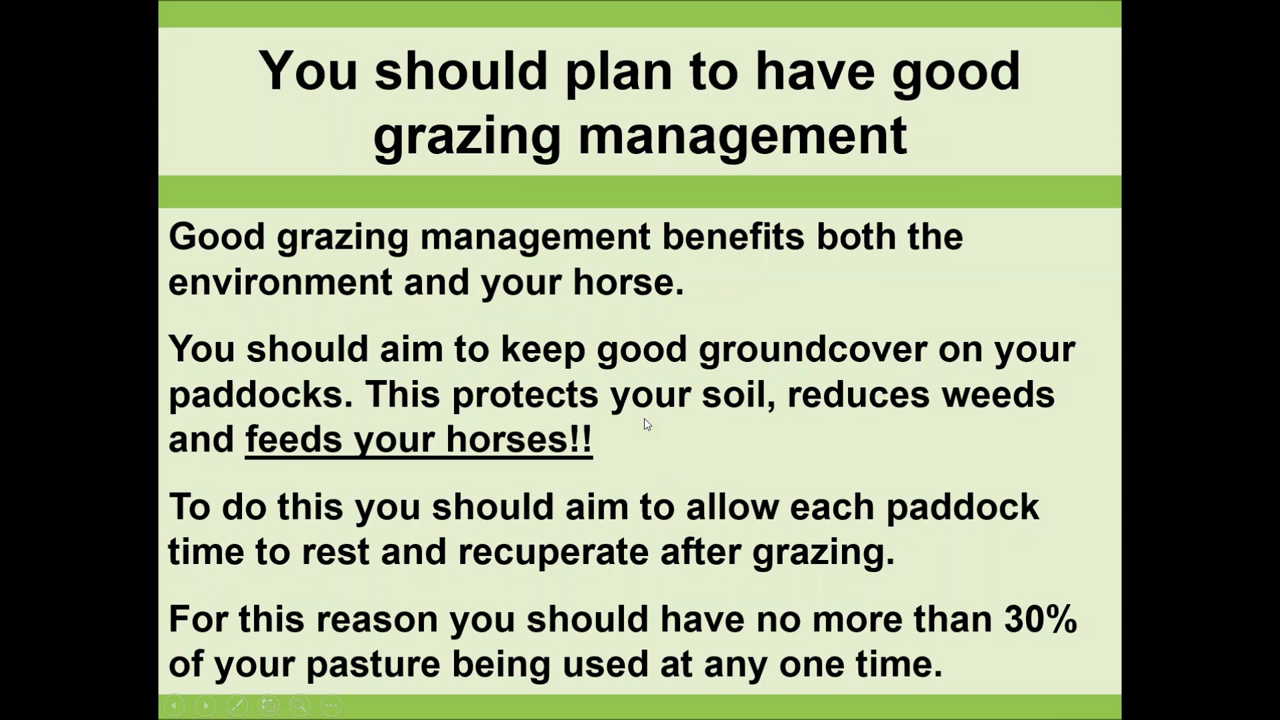 You should plan to have good
grazing management
Good grazing management benefits both the
environment and your horse.
You should aim to keep good groundcover on your
paddocks. This protects your soil, reduces weeds
and feeds your horses!!
To do this you should aim to allow each paddock
time to rest and recuperate after grazing.
For this reason you should have no more than 30%
of your pasture being used at any one time.